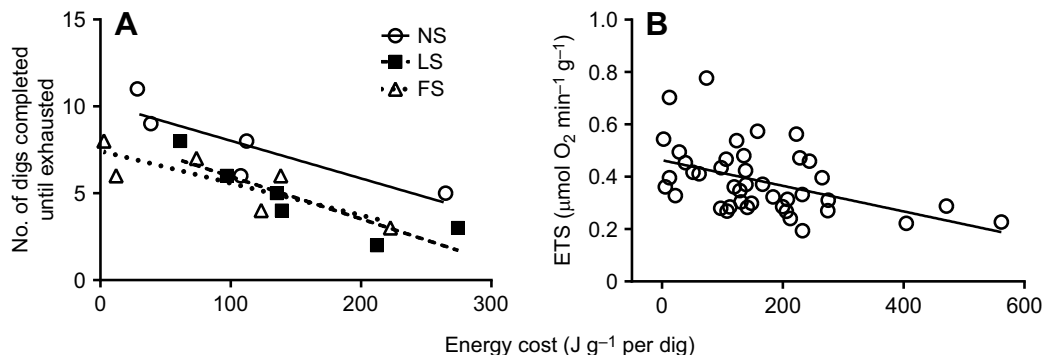 A
No. of digs completed
until exhausted
15
10
5
0
0 100 200 300
NS
LS
FS
B
ETS (μmol O₂ min⁻¹ g⁻¹)
1.0
0.8
0.6
0.4
0.2
0
0 200 400 600
Energy cost (J g⁻¹ per dig)